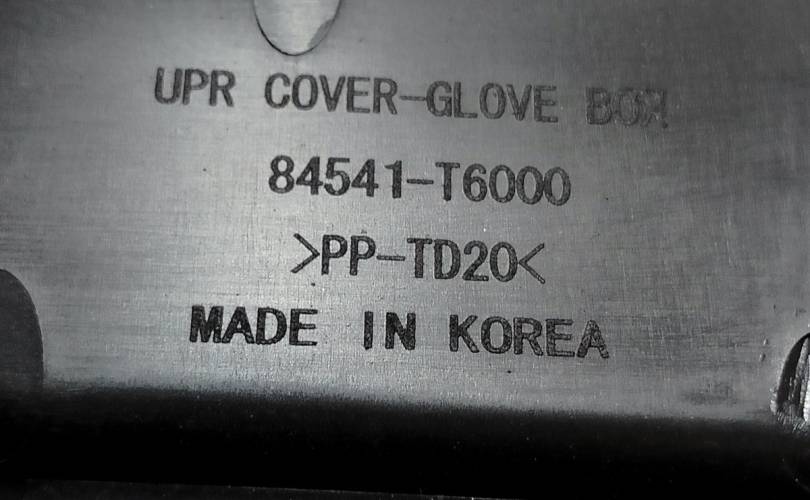 UPR COVER-GLOVE BOX
84541-T6000
>PP-TD20<
MADE IN KOREA